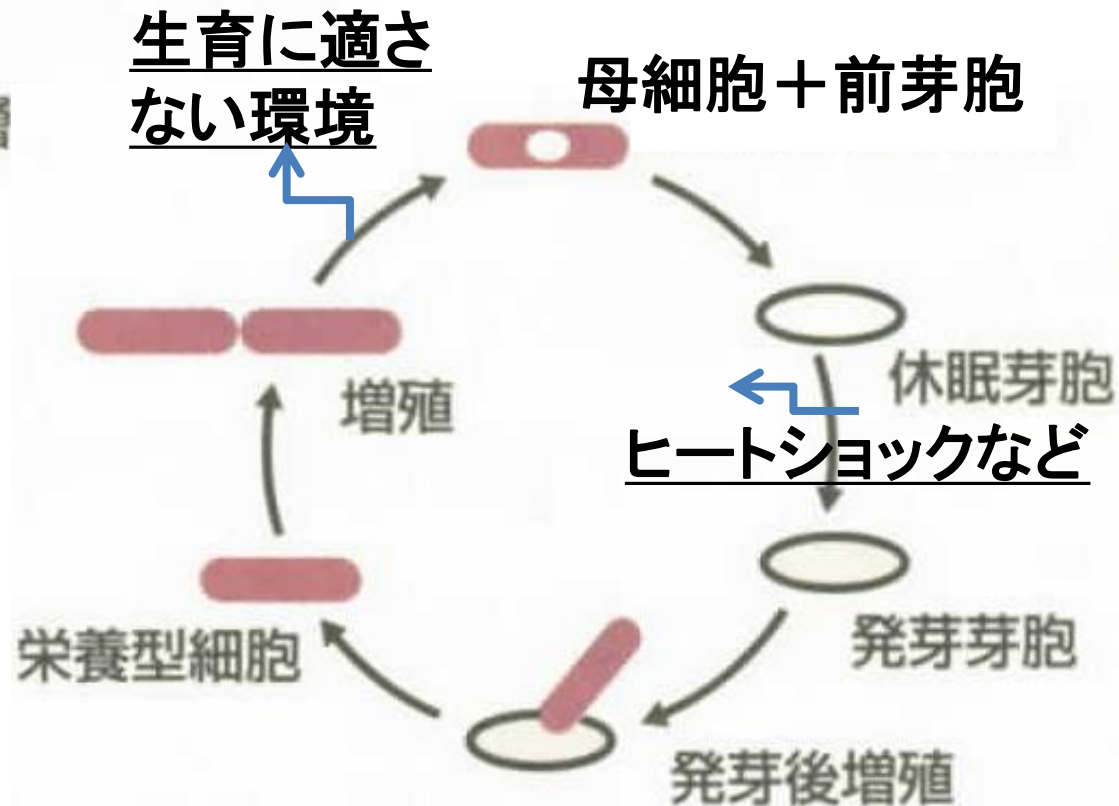 生育に適さ
ない環境
母細胞＋前芽胞
休眠芽胞
ヒートショックなど
発芽芽胞
発芽後増殖
栄養型細胞
増殖